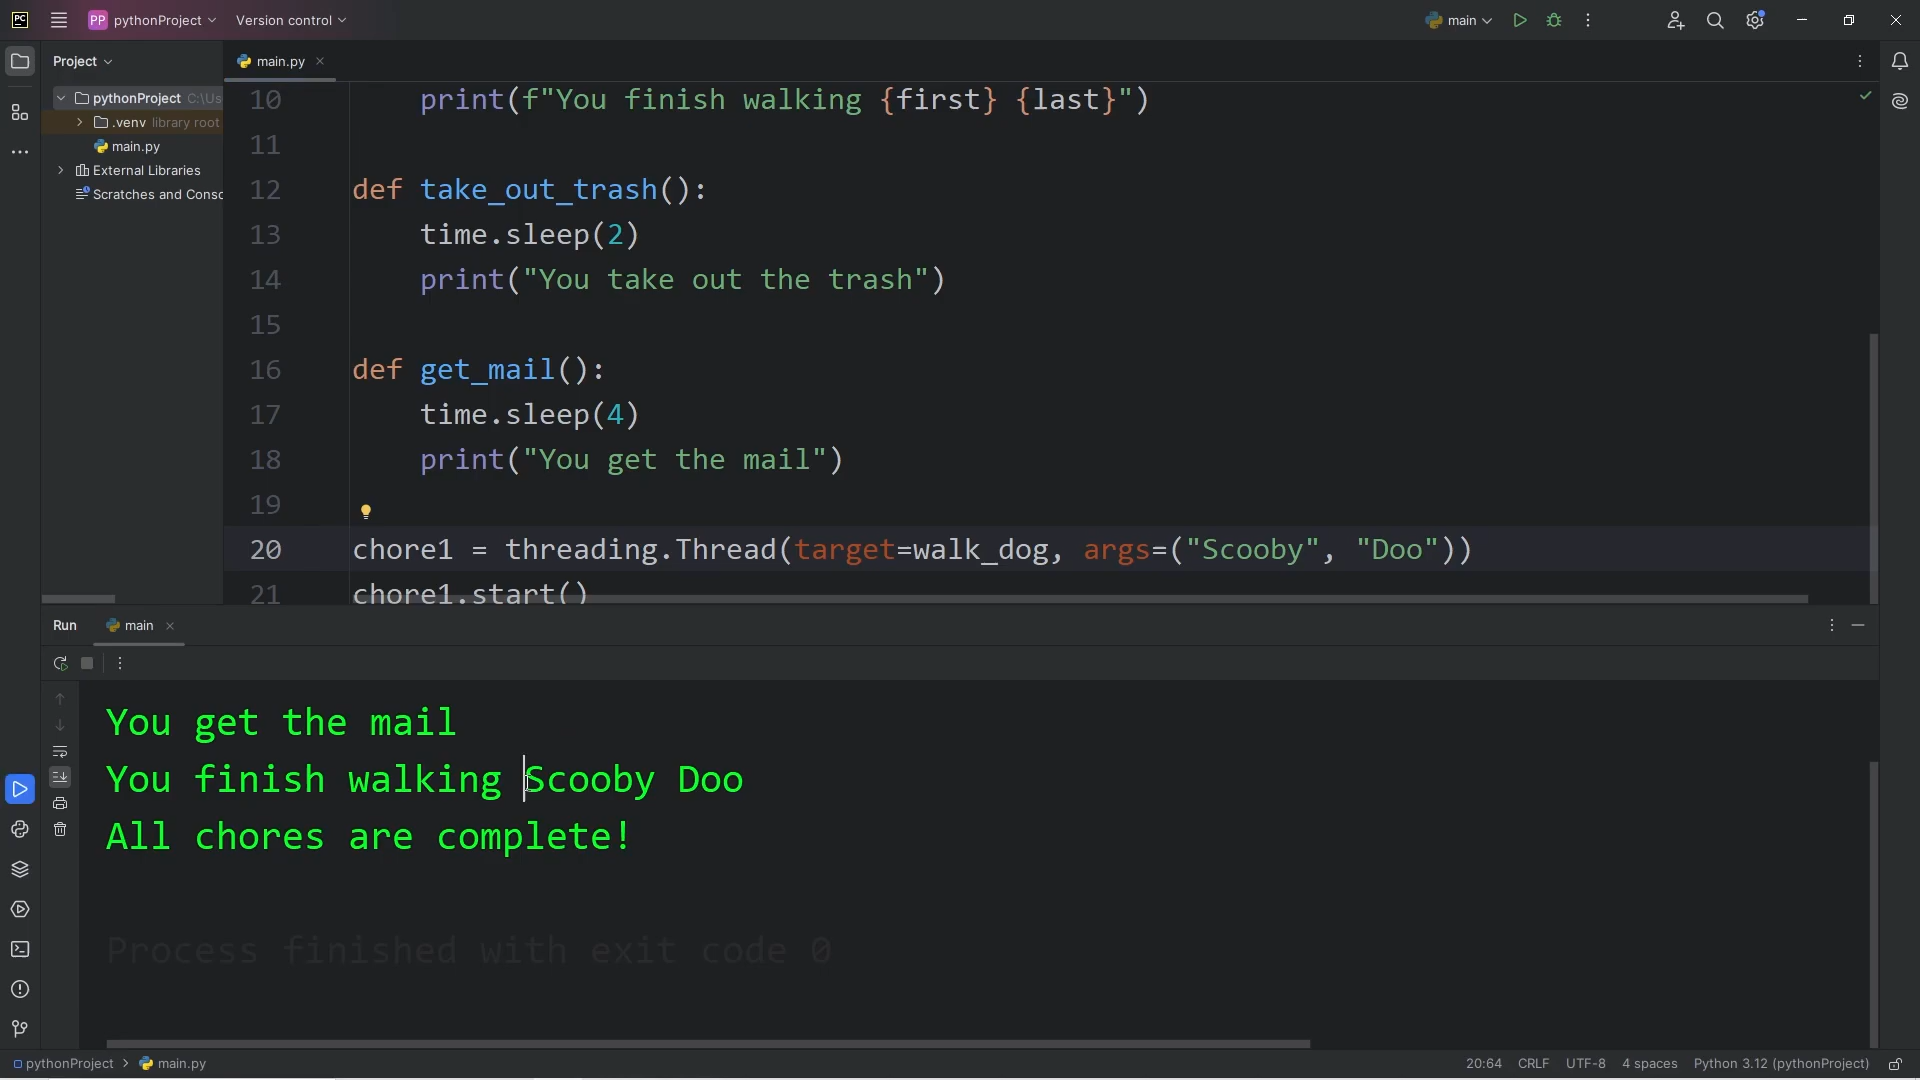 PC PP pythonProject Version control main
Project main.py
pythonProject C:\Us
.venv library root
main.py
External Libraries
Scratches and Consc
10 print(f"You finish walking {first} {last}")
11
12 def take_out_trash():
13 time.sleep(2)
14 print("You take out the trash")
15
16 def get_mail():
17 time.sleep(4)
18 print("You get the mail")
19
20 chore1 = threading.Thread(target=walk_dog, args=("Scooby", "Doo"))
21 chore1.start()
Run main
You get the mail
You finish walking Scooby Doo
All chores are complete!
Process finished with exit code 0
pythonProject > main.py 20:64 CRLF UTF-8 4 spaces Python 3.12 (pythonProject)